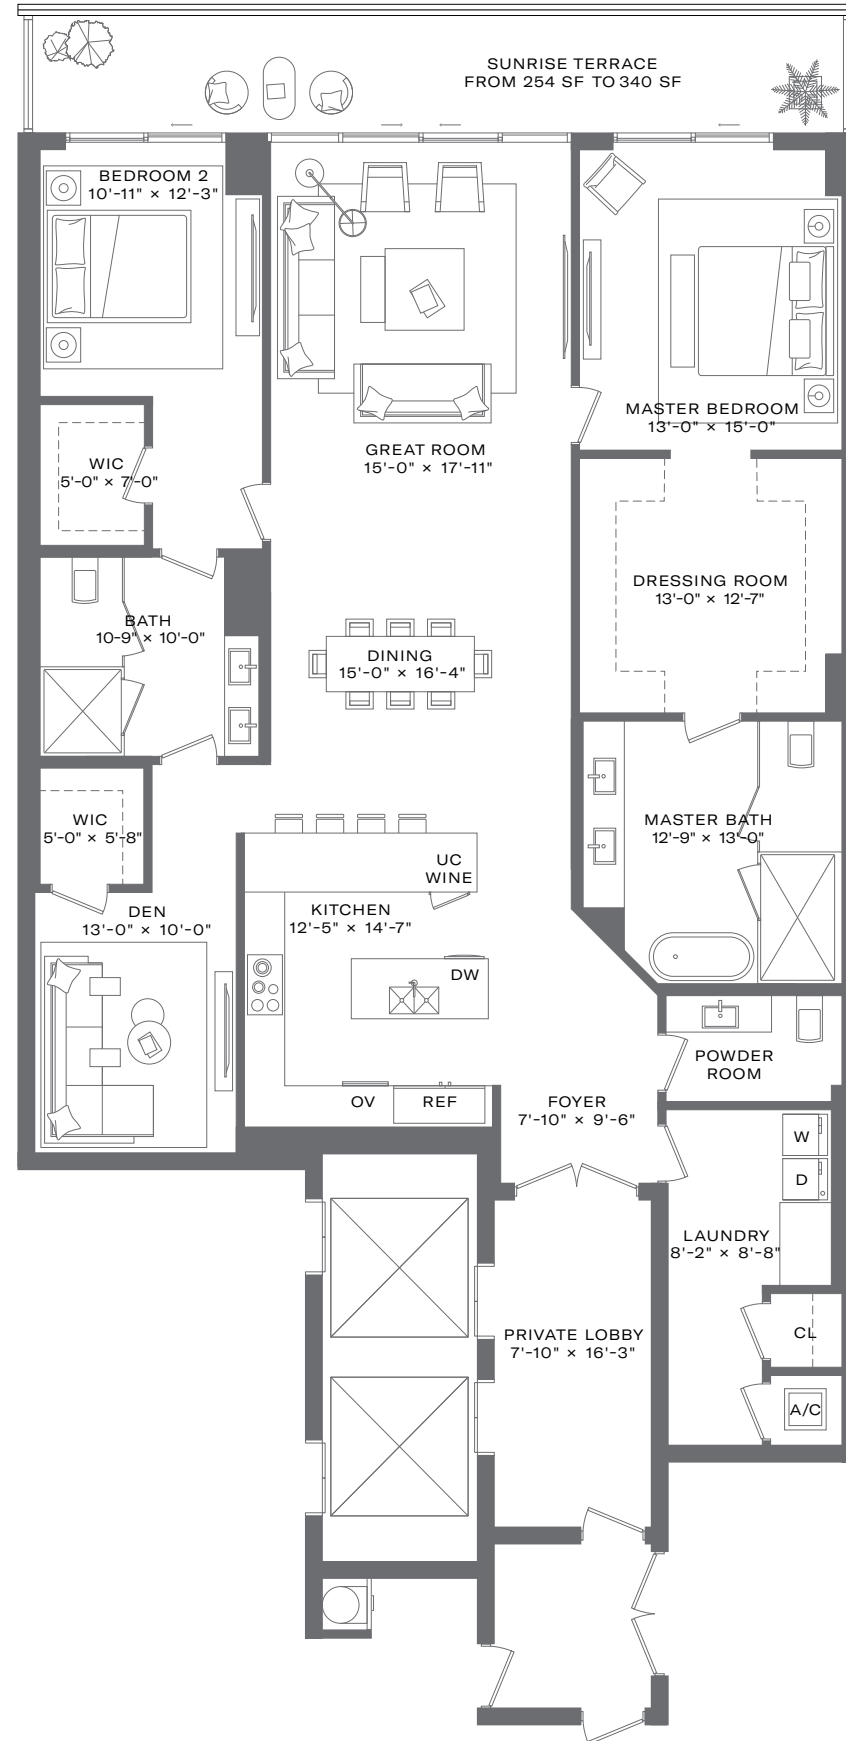 SUNRISE TERRACE
FROM 254 SF TO 340 SF
BEDROOM 2
10'-11" × 12'-3"
MASTER BEDROOM
13'-0" × 15'-0"
GREAT ROOM
15'-0" × 17'-11"
WIC
5'-0" × 7'-0"
DRESSING ROOM
13'-0" × 12'-7"
BATH
10-9" × 10'-0"
DINING
15'-0" × 16'-4"
WIC
5'-0" × 5'-8"
MASTER BATH
12'-9" × 13'-0"
UC
WINE
DEN
13'-0" × 10'-0"
KITCHEN
12'-5" × 14'-7"
DW
POWDER
ROOM
OV
REF
FOYER
7'-10" × 9'-6"
W
D
LAUNDRY
8'-2" × 8'-8"
PRIVATE LOBBY
7'-10" × 16'-3"
CL
A/C